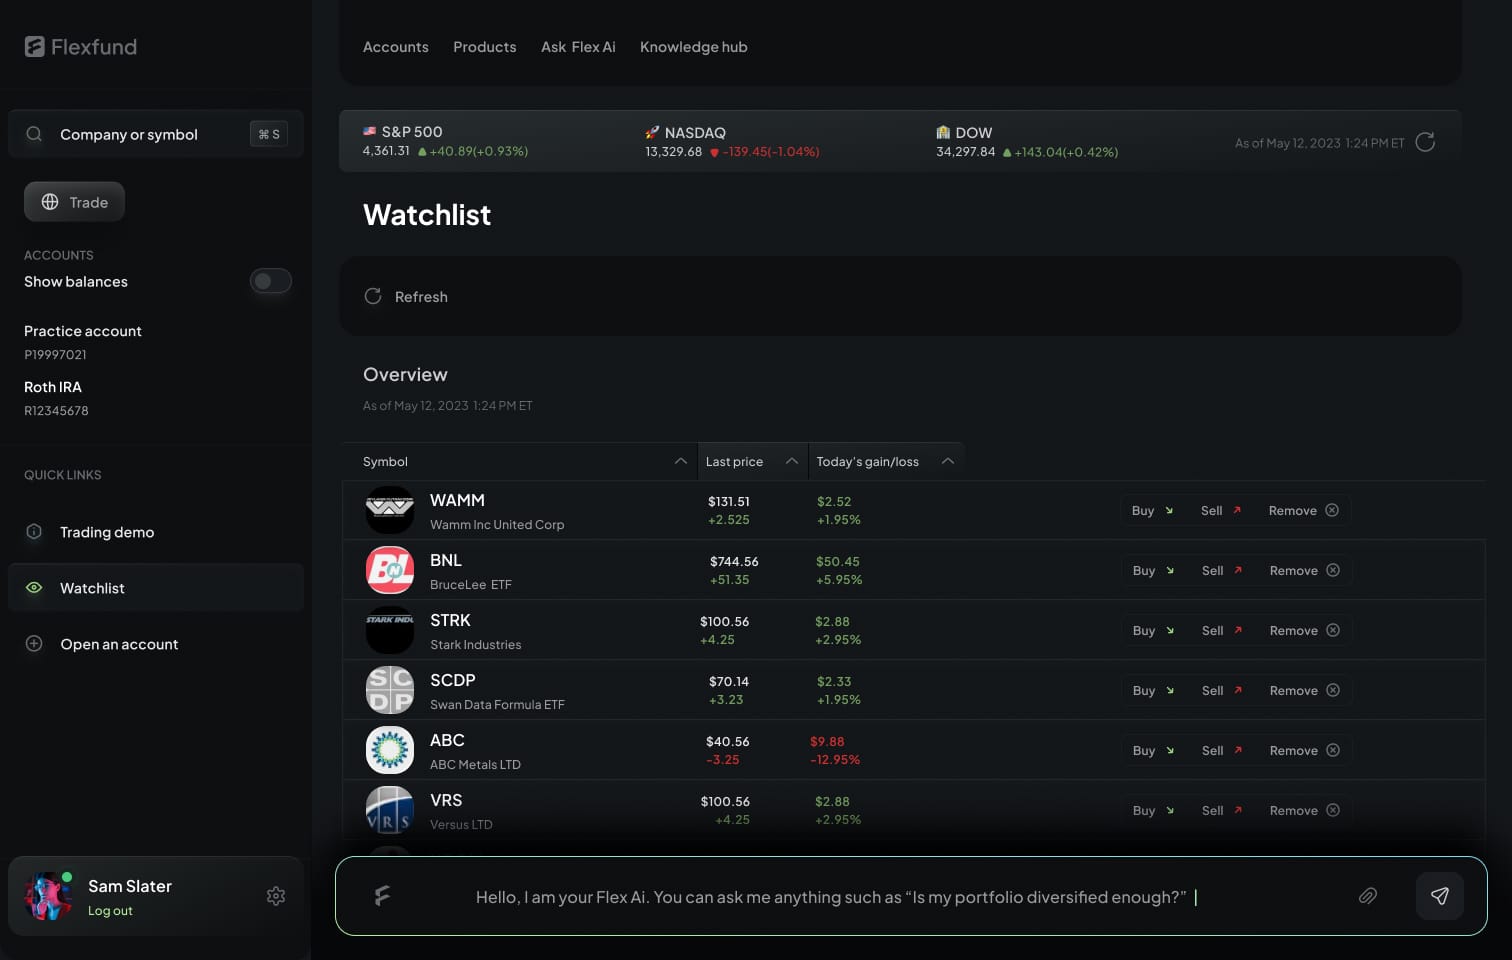 Flexfund
Accounts Products Ask Flex Ai Knowledge hub
Company or symbol ⌘ S
S&P 500
4,361.31 +40.89(+0.93%)
NASDAQ
13,329.68 -139.45(-1.04%)
DOW
34,297.84 +143.04(+0.42%)
As of May 12, 2023 1:24 PM ET
Trade
ACCOUNTS
Show balances
Practice account
P19997021
Roth IRA
R12345678
QUICK LINKS
Trading demo
Watchlist
Open an account
Sam Slater
Log out
Watchlist
Refresh
Overview
As of May 12, 2023 1:24 PM ET
Symbol Last price Today's gain/loss
WAMM $131.51 $2.52
Wamm Inc United Corp +2.525 +1.95%
Buy Sell Remove
BNL
BNL $744.56 $50.45
BruceLee ETF +51.35 +5.95%
Buy Sell Remove
STARK INDU
STRK $100.56 $2.88
Stark Industries +4.25 +2.95%
Buy Sell Remove
SC
DP
SCDP $70.14 $2.33
Swan Data Formula ETF +3.23 +1.95%
Buy Sell Remove
ABC $40.56 $9.88
ABC Metals LTD -3.25 -12.95%
Buy Sell Remove
VRS
VRS $100.56 $2.88
Versus LTD +4.25 +2.95%
Buy Sell Remove
Hello, I am your Flex Ai. You can ask me anything such as “Is my portfolio diversified enough?”